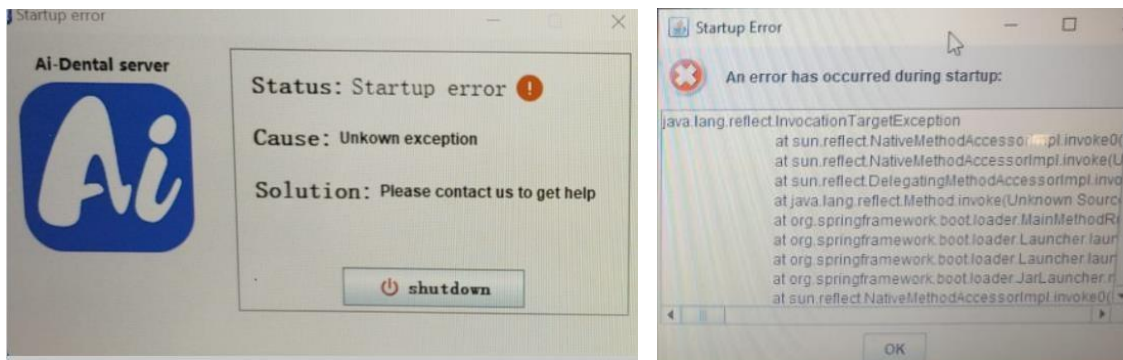 Startup error
Ai-Dental server
Ai
Status: Startup error
Cause: Unkown exception
Solution: Please contact us to get help
shutdown
Startup Error
An error has occurred during startup:
java.lang.reflect.InvocationTargetException
at sun.reflect.NativeMethodAccessorImpl.invoke0(
at sun.reflect.NativeMethodAccessorImpl.invoke(U
at sun.reflect.DelegatingMethodAccessorImpl.invo
at java.lang.reflect.Method.invoke(Unknown Source
at org.springframework.boot.loader.MainMethodR
at org.springframework.boot.loader.Launcher.laun
at org.springframework.boot.loader.Launcher.laun
at org.springframework.boot.loader.JarLauncher.m
at sun.reflect.NativeMethodAccessorImpl.invoke0(
OK